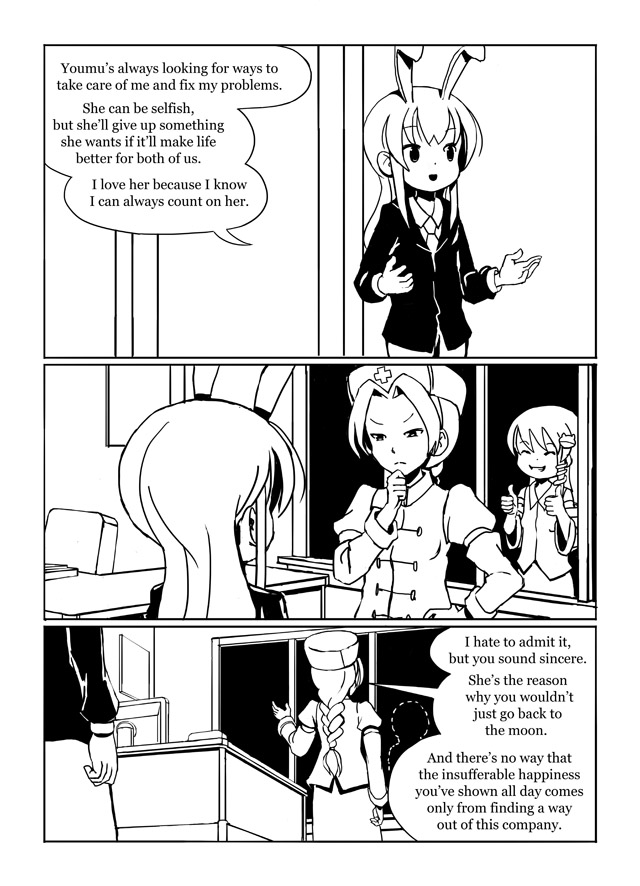 Youmu's always looking for ways to
take care of me and fix my problems.
She can be selfish,
but she'll give up something
she wants if it'll make life
better for both of us.
I love her because I know
I can always count on her.
I hate to admit it,
but you sound sincere.
She's the reason
why you wouldn't
just go back to
the moon.
And there's no way that
the insufferable happiness
you've shown all day comes
only from finding a way
out of this company.